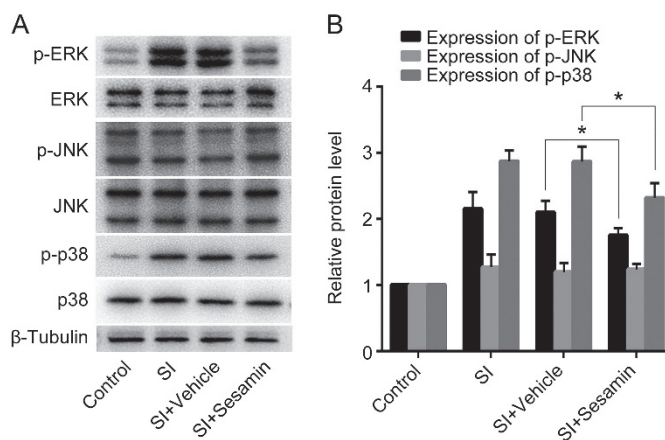 A
p-ERK
ERK
p-JNK
JNK
p-p38
p38
β-Tubulin
Control
SI
SI+Vehicle
SI+Sesamin
B
Expression of p-ERK
Expression of p-JNK
Expression of p-p38
Relative protein level
4
3
2
1
0
*
*
Control
SI
SI+Vehicle
SI+Sesamin